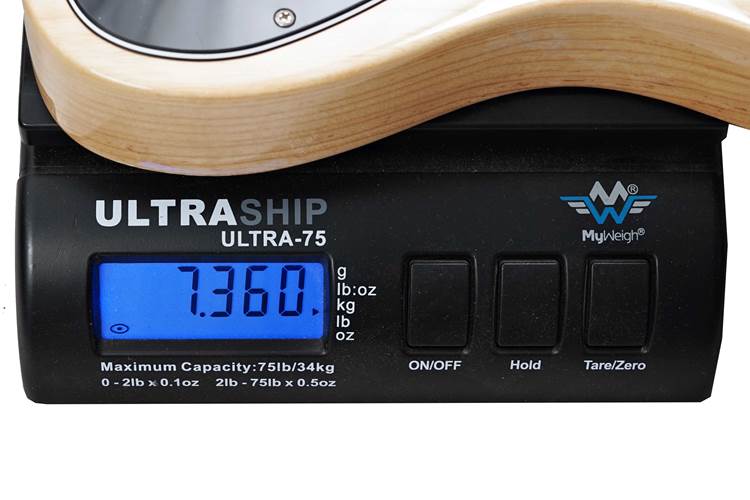 ULTRASHIP
ULTRA-75
MW®
MyWeigh®
7.360
g
lb:oz
kg
lb
oz
ON/OFF
Hold
Tare/Zero
Maximum Capacity:75lb/34kg
0 - 2lb x 0.1oz 2lb - 75lb x 0.5oz